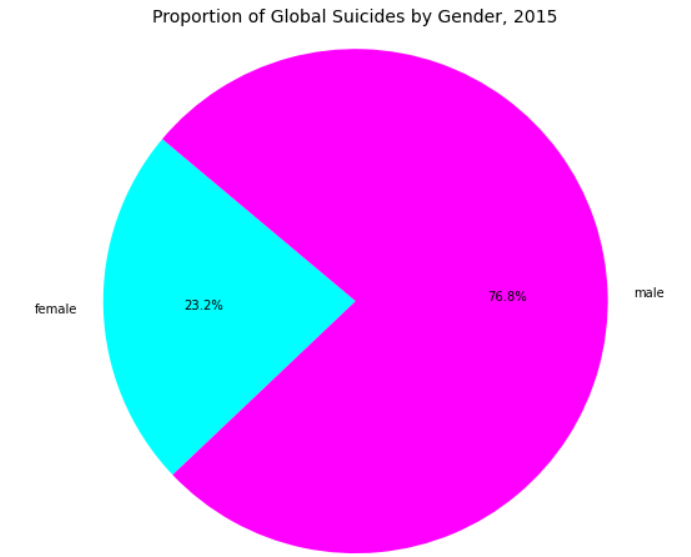 Proportion of Global Suicides by Gender, 2015
male
76.8%
23.2%
female